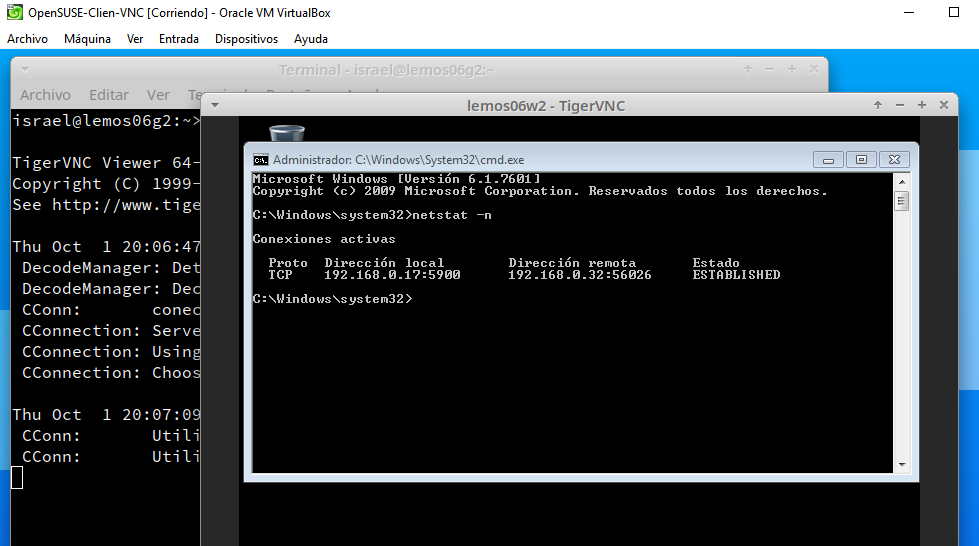 OpenSUSE-Clien-VNC [Corriendo] - Oracle VM VirtualBox
Archivo Máquina Ver Entrada Dispositivos Ayuda
Terminal - israel@lemos06g2:~
Archivo Editar Ver
israel@lemos06g2:~>
TigerVNC Viewer 64-
Copyright (C) 1999-
See http://www.tige
Thu Oct 1 20:06:47
DecodeManager: Det
DecodeManager: Dec
CConn: conec
CConnection: Serve
CConnection: Using
CConnection: Choos
Thu Oct 1 20:07:09
CConn: Utili
CConn: Utili
lemos06w2 - TigerVNC
Administrador: C:\Windows\System32\cmd.exe
Microsoft Windows [Versión 6.1.7601]
Copyright (c) 2009 Microsoft Corporation. Reservados todos los derechos.
C:\Windows\system32>netstat -n
Conexiones activas
Proto Dirección local Dirección remota Estado
TCP 192.168.0.17:5900 192.168.0.32:56026 ESTABLISHED
C:\Windows\system32>